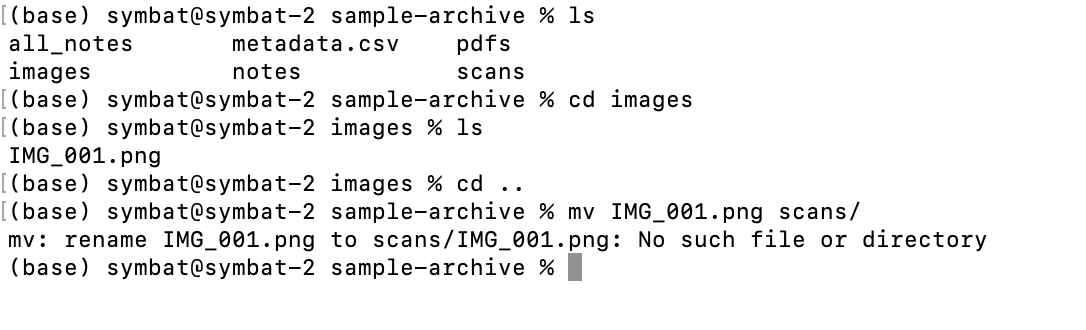 [(base) symbat@symbat-2 sample-archive % ls
all_notes metadata.csv pdfs
images notes scans
[(base) symbat@symbat-2 sample-archive % cd images
[(base) symbat@symbat-2 images % ls
IMG_001.png
[(base) symbat@symbat-2 images % cd ..
[(base) symbat@symbat-2 sample-archive % mv IMG_001.png scans/
mv: rename IMG_001.png to scans/IMG_001.png: No such file or directory
(base) symbat@symbat-2 sample-archive %